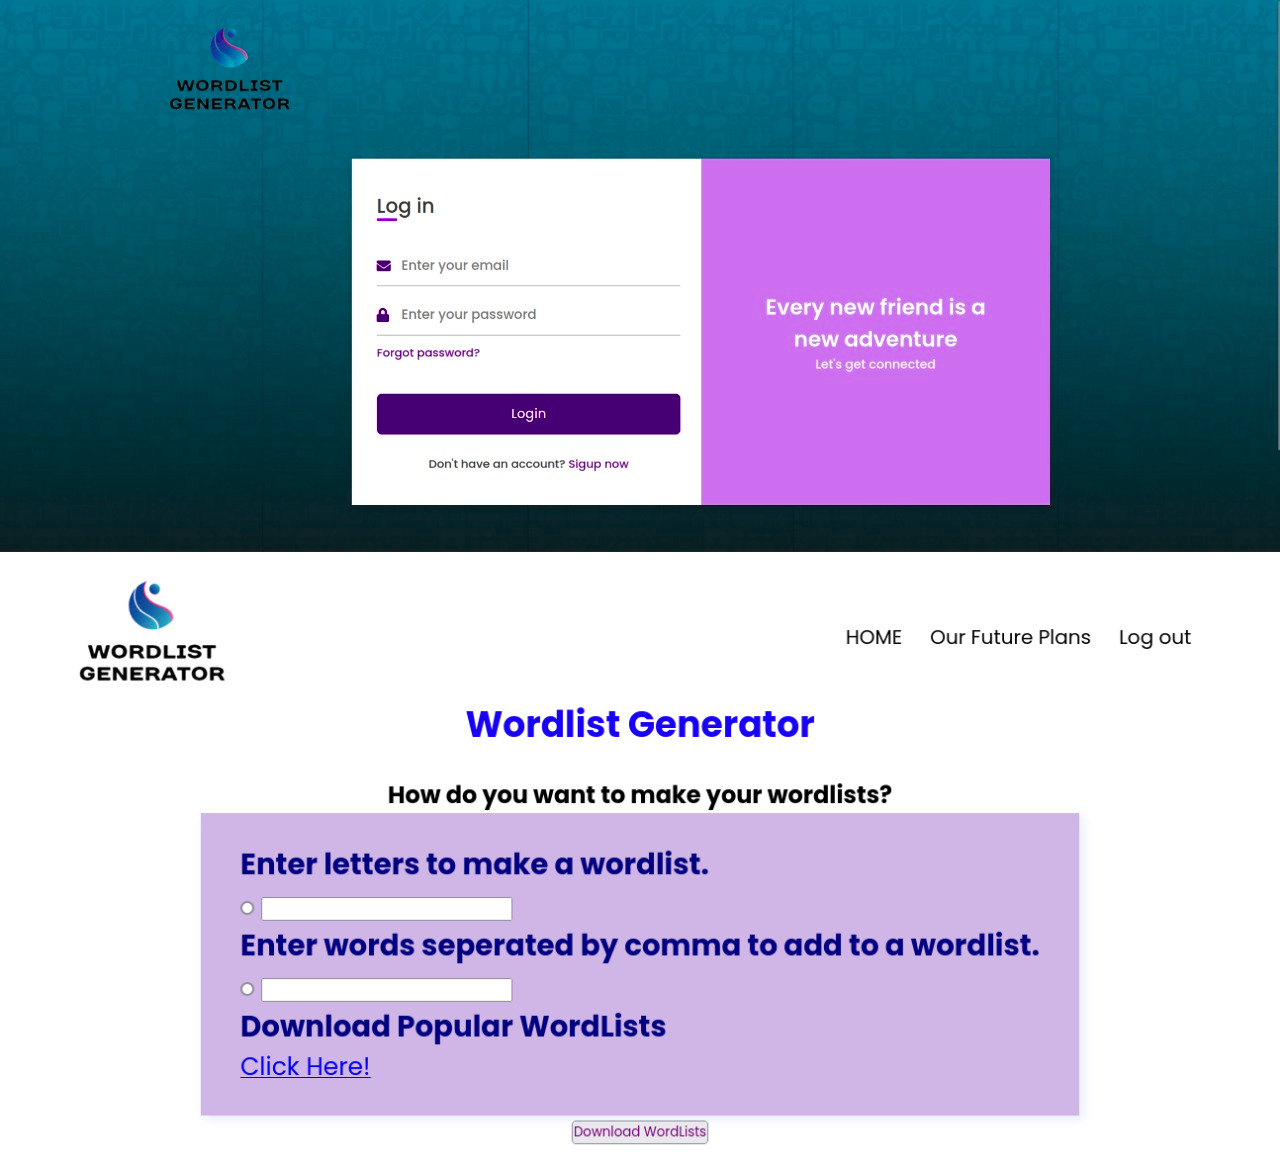 WORDLIST
GENERATOR
Log in
Enter your email
Enter your password
Forgot password?
Login
Don't have an account? Sigup now
Every new friend is a
new adventure
Let's get connected
WORDLIST
GENERATOR
HOME Our Future Plans Log out
Wordlist Generator
How do you want to make your wordlists?
Enter letters to make a wordlist.
Enter words seperated by comma to add to a wordlist.
Download Popular WordLists
Click Here!
Download WordLists